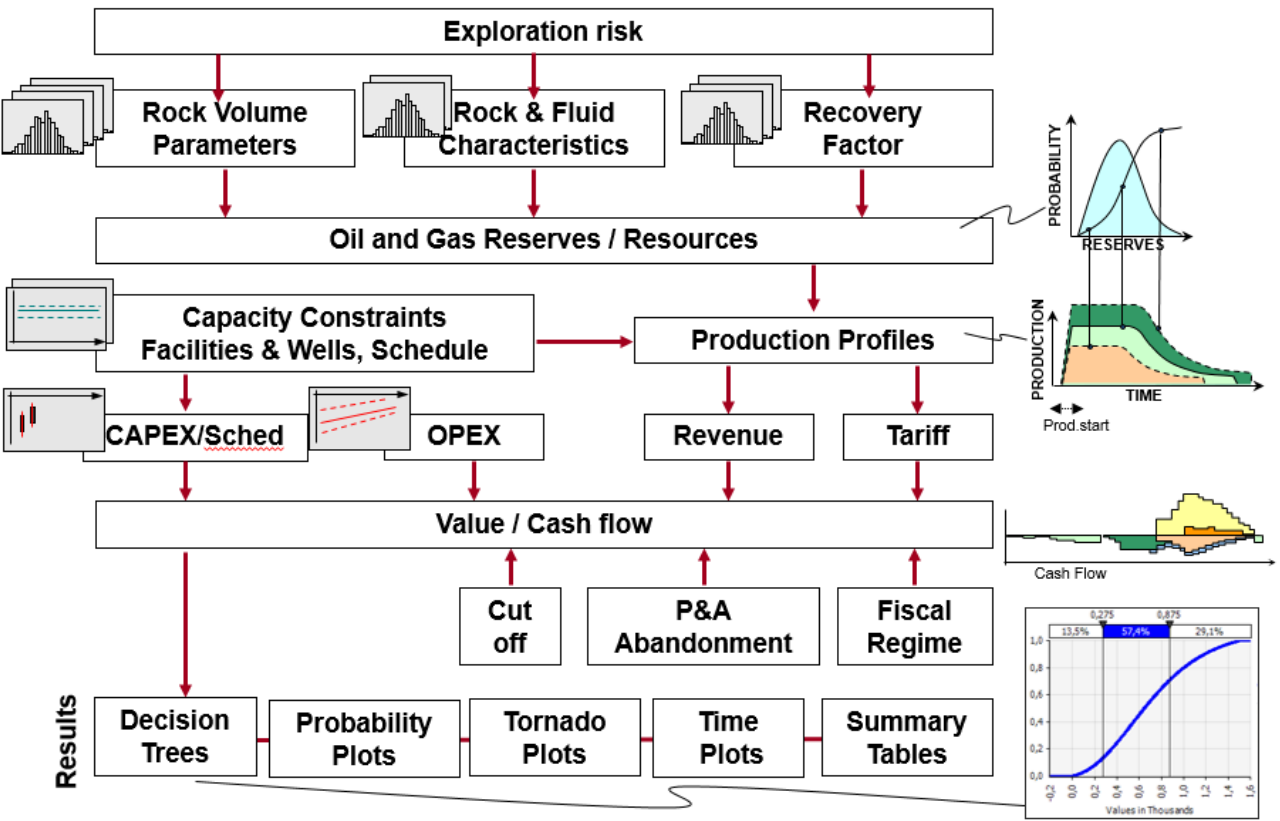 Exploration risk
Rock Volume
Parameters
Rock & Fluid
Characteristics
Recovery
Factor
PROBABILITY
RESERVES
Oil and Gas Reserves / Resources
Capacity Constraints
Facilities & Wells, Schedule
Production Profiles
PRODUCTION
TIME
Prod.start
CAPEX/Sched
OPEX
Revenue
Tariff
Value / Cash flow
Cash Flow
Cut
off
P&A
Abandonment
Fiscal
Regime
Results
Decision
Trees
Probability
Plots
Tornado
Plots
Time
Plots
Summary
Tables
0,275
0,875
13,5%
57,4%
29,1%
1,0
0,8
0,6
0,4
0,2
0,0
-0,2
0,0
0,2
0,4
0,6
0,8
1,0
1,2
1,4
1,6
Values in Thousands